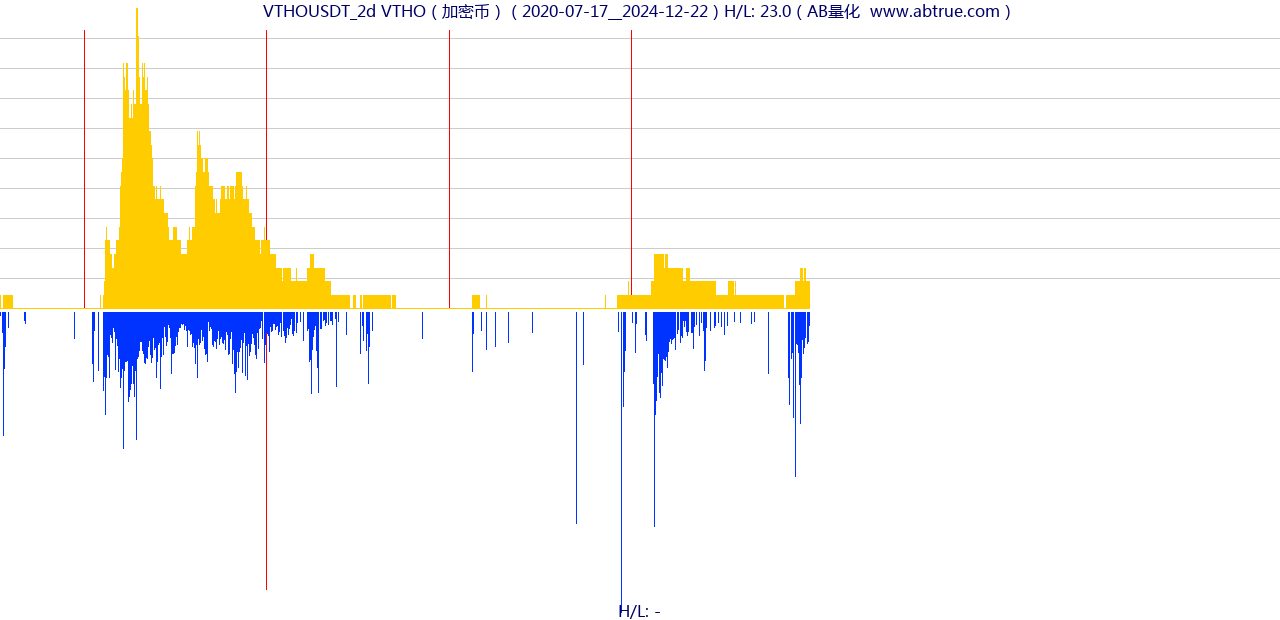 VTHOUSDT_2d VTHO ( 加密币 ) ( 2020-07-17__2024-12-22 ) H/L: 23.0 ( AB量化  www.abtrue.com )
H/L: -